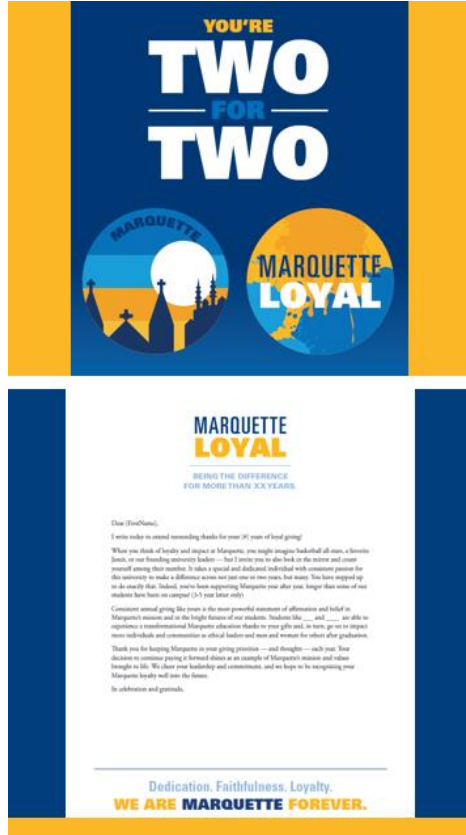 YOU'RE
TWO
FOR
TWO
MARQUETTE
MARQUETTE
LOYAL
MARQUETTE
LOYAL
BEING THE DIFFERENCE
FOR MORE THAN XX YEARS.
Dear [FirstName],
I write today to extend resounding thanks for your [#] years of loyal giving!
When you think of loyalty and impact at Marquette, you might imagine basketball all-stars, a favorite
Jesuit, or our founding university leaders — but I invite you to also look in the mirror and count
yourself among their number. It takes a special and dedicated individual with consistent passion for
this university to make a difference across not just one or two years, but many. You have stepped up
to do exactly that. Indeed, you've been supporting Marquette year after year, longer than some of our
students have been on campus! (3-5 year letter only)
Consistent annual giving like yours is the most powerful statement of affirmation and belief in
Marquette's mission and in the bright futures of our students. Students like ___ and ____ are able to
experience a transformational Marquette education thanks to your gifts and, in turn, go on to impact
more individuals and communities as ethical leaders and men and women for others after graduation.
Thank you for keeping Marquette in your giving priorities — and thoughts — each year. Your
decision to continue paying it forward shines as an example of Marquette's mission and values
brought to life. We cheer your leadership and commitment, and we hope to be recognizing your
Marquette loyalty well into the future.
In celebration and gratitude,
Dedication. Faithfulness. Loyalty.
WE ARE MARQUETTE FOREVER.